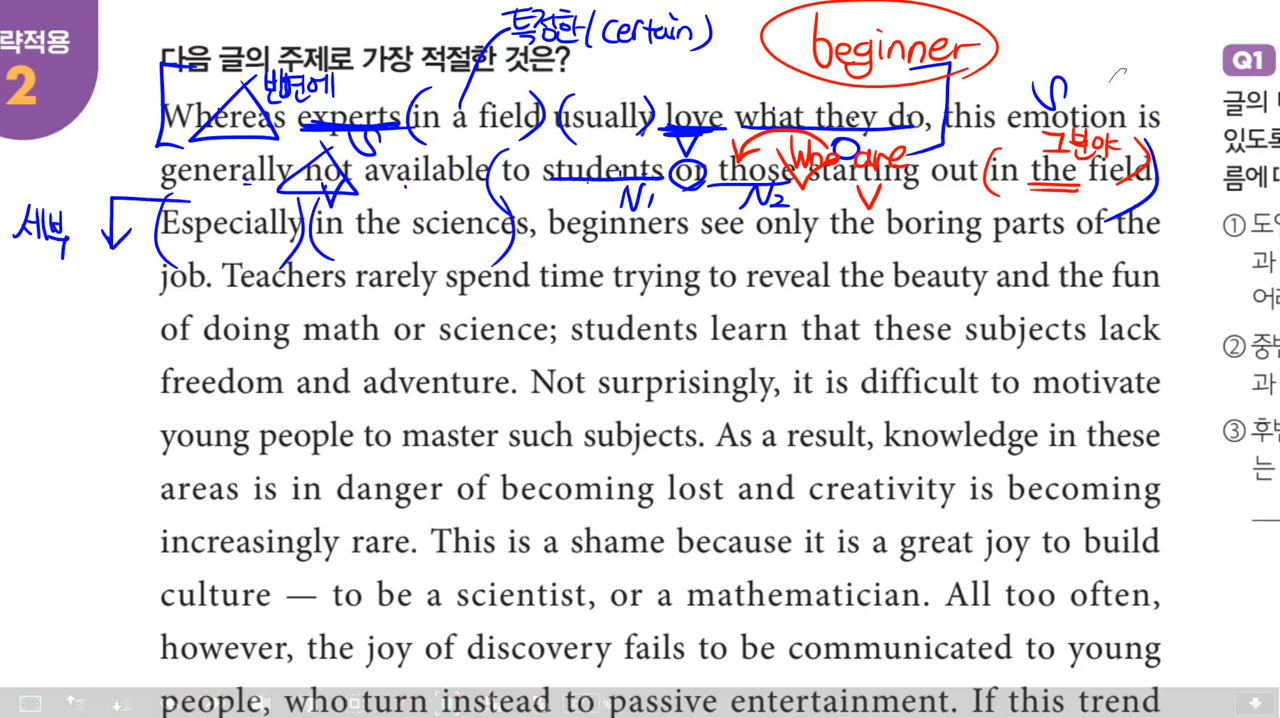 략적용
2
특정한(certain)
beginner
다음 글의 주제로 가장 적절한 것은?
반면에
Whereas experts in a field usually love what they do, this emotion is
S
V
O
S
who are
그분야
generally not available to students or those starting out in the field.
V
N1
N2
V
세부
Especially in the sciences, beginners see only the boring parts of the
job. Teachers rarely spend time trying to reveal the beauty and the fun
of doing math or science; students learn that these subjects lack
freedom and adventure. Not surprisingly, it is difficult to motivate
young people to master such subjects. As a result, knowledge in these
areas is in danger of becoming lost and creativity is becoming
increasingly rare. This is a shame because it is a great joy to build
culture — to be a scientist, or a mathematician. All too often,
however, the joy of discovery fails to be communicated to young
people, who turn instead to passive entertainment. If this trend
Q1
글의
있도록
름에
① 도입
과
어
② 중반
과
③ 후반
는